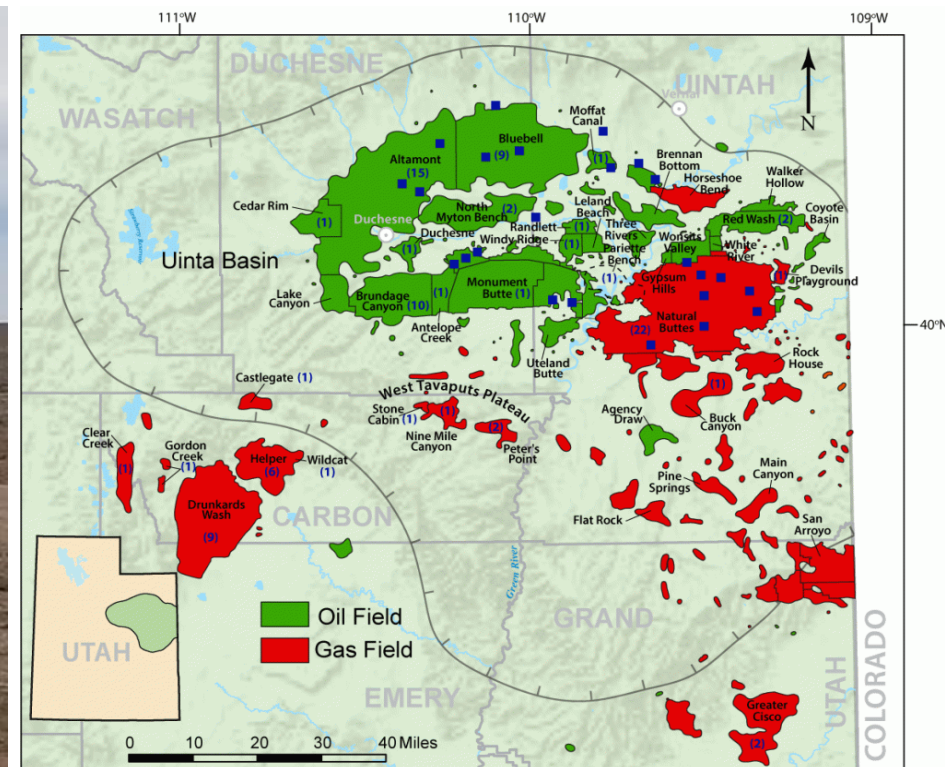 111°W
110°W
109°W
DUCHESNE
UINTAH
WASATCH
Vernal
N
Moffat
Canal
Bluebell
(9)
(1)
Altamont
(15)
Brennan
Bottom
Horseshoe
Bend
Walker
Hollow
Cedar Rim
(1)
North
Myton Bench
(2)
Leland
Beach
Coyote
Basin
Red Wash (2)
Duchesne
Duchesne
(1)
Randlett
(1)
Windy Ridge
(1)
Three
Rivers
Pariette
Bench
(1)
Wonsits
Valley
White
River
Uinta Basin
Gypsum
Hills
(1)
Devils
Playground
Lake
Canyon
Brundage
Canyon (10)
(1)
Monument
Butte (1)
Natural
Buttes
(22)
40°N
Antelope
Creek
Uteland
Butte
Rock
House
Castlegate (1)
West Tavaputs Plateau
(1)
Stone
Cabin (1)
(1)
Nine Mile
Canyon
(2)
Peter's
Point
Agency
Draw
Buck
Canyon
Clear
Creek
(1)
Gordon
Creek
(1)
Helper
(6)
Wildcat
(1)
Pine
Springs
Main
Canyon
Drunkards
Wash
(9)
CARBON
Flat Rock
San
Arroyo
Green River
Oil Field
Gas Field
GRAND
UTAH
EMERY
UTAH
COLORADO
Greater
Cisco
(2)
0 10 20 30 40 Miles